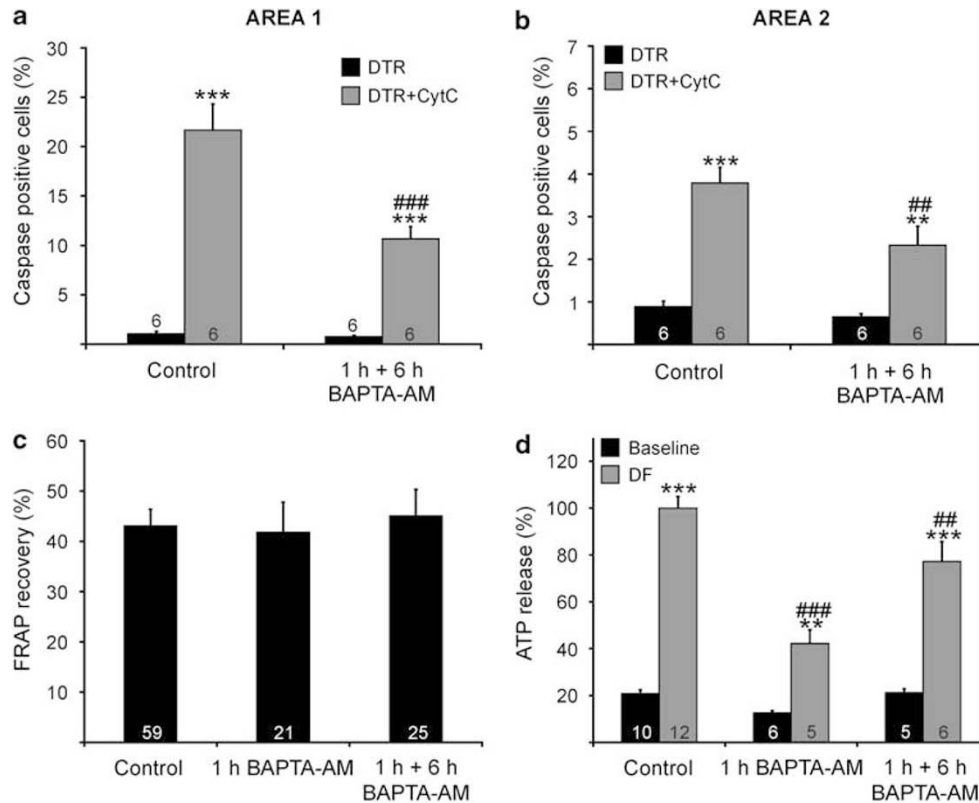 a AREA 1
Caspase positive cells (%)
30
25
20
15
10
5
DTR
DTR+CytC
***
###
***
6
6
6
6
Control
1 h + 6 h
BAPTA-AM
b AREA 2
Caspase positive cells (%)
7
6
5
4
3
2
1
DTR
DTR+CytC
***
##
**
6
6
6
6
Control
1 h + 6 h
BAPTA-AM
c
FRAP recovery (%)
60
50
40
30
20
10
59
21
25
Control
1 h BAPTA-AM
1 h + 6 h
BAPTA-AM
d
ATP release (%)
120
100
80
60
40
20
Baseline
DF
***
###
**
##
***
10
12
6
5
5
6
Control
1 h BAPTA-AM
1 h + 6 h
BAPTA-AM